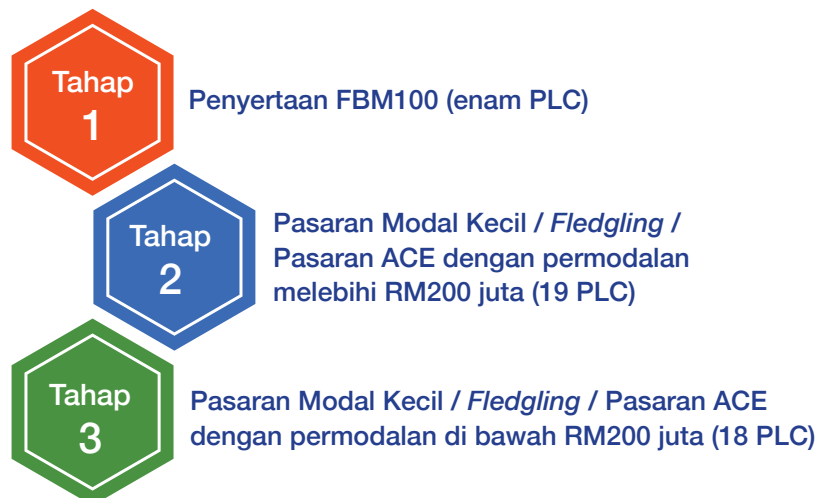 Tahap
1
Penyertaan FBM100 (enam PLC)
Tahap
2
Pasaran Modal Kecil / Fledgling /
Pasaran ACE dengan permodalan
melebihi RM200 juta (19 PLC)
Tahap
3
Pasaran Modal Kecil / Fledgling / Pasaran ACE
dengan permodalan di bawah RM200 juta (18 PLC)